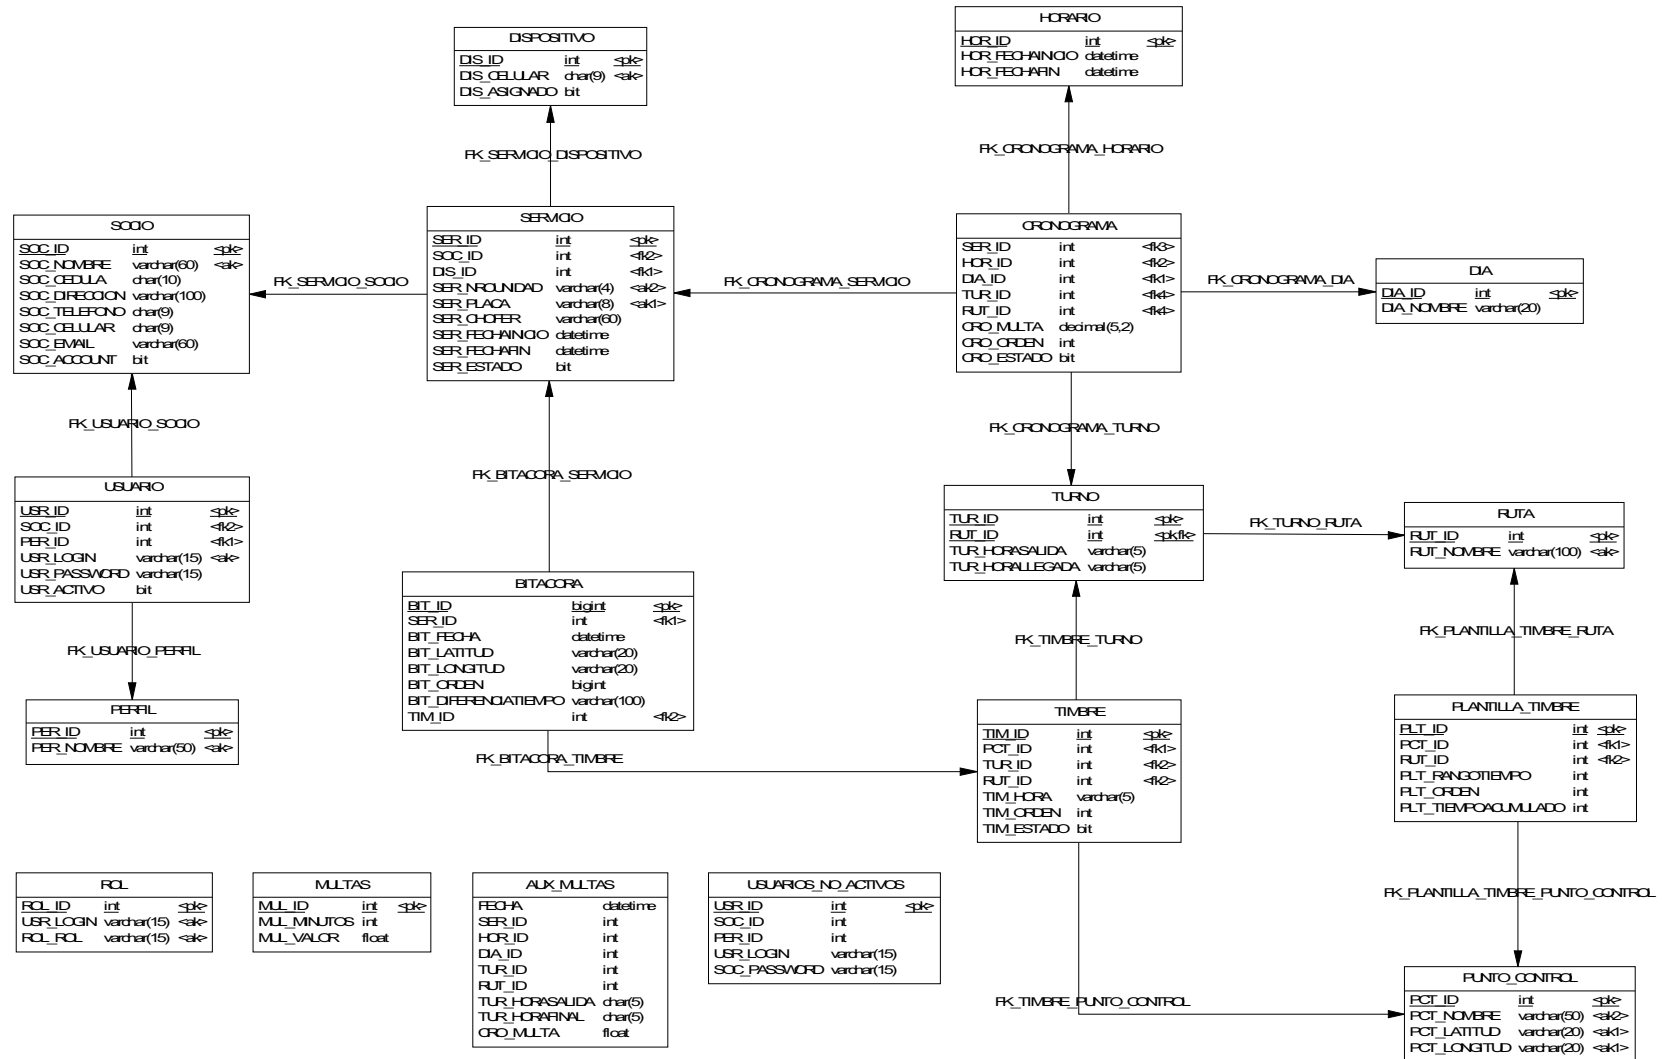 HORARIO
HOR_ID int <pk>
HOR_FECHAINICIO datetime
HOR_FECHAFIN datetime
DISPOSITIVO
DIS_ID int <pk>
DIS_CELULAR char(9) <ak>
DIS_ASIGNADO bit
FK_SERVICIO_DISPOSITIVO
FK_CRONOGRAMA_HORARIO
SOCIO
SOC_ID int <pk>
SOC_NOMBRE varchar(60) <ak>
SOC_CEDULA char(10)
SOC_DIRECCION varchar(100)
SOC_TELEFONO char(9)
SOC_CELULAR char(9)
SOC_EMAIL varchar(60)
SOC_ACCOUNT bit
FK_SERVICIO_SOCIO
SERVICIO
SER_ID int <pk>
SOC_ID int <fk2>
DIS_ID int <fk1>
SER_NROUNIDAD varchar(4) <ak2>
SER_PLACA varchar(8) <ak1>
SER_CHOFER varchar(60)
SER_FECHAINICIO datetime
SER_FECHAFIN datetime
SER_ESTADO bit
FK_CRONOGRAMA_SERVICIO
CRONOGRAMA
SER_ID int <fk3>
HOR_ID int <fk2>
DIA_ID int <fk1>
TUR_ID int <fk4>
RUT_ID int <fk4>
CRO_MULTA decimal(5,2)
CRO_ORDEN int
CRO_ESTADO bit
FK_CRONOGRAMA_DIA
DIA
DIA_ID int <pk>
DIA_NOMBRE varchar(20)
FK_USUARIO_SOCIO
FK_BITACORA_SERVICIO
FK_CRONOGRAMA_TURNO
USUARIO
USR_ID int <pk>
SOC_ID int <fk2>
PER_ID int <fk1>
USR_LOGIN varchar(15) <ak>
USR_PASSWORD varchar(15)
USR_ACTIVO bit
TURNO
TUR_ID int <pk>
RUT_ID int <pk,fk>
TUR_HORASALIDA varchar(5)
TUR_HORALLEGADA varchar(5)
FK_TURNO_RUTA
RUTA
RUT_ID int <pk>
RUT_NOMBRE varchar(100) <ak>
BITACORA
BIT_ID bigint <pk>
SER_ID int <fk1>
BIT_FECHA datetime
BIT_LATITUD varchar(20)
BIT_LONGITUD varchar(20)
BIT_ORDEN bigint
BIT_DIFERENCIATIEMPO varchar(100)
TIM_ID int <fk2>
FK_USUARIO_PERFIL
FK_TIMBRE_TURNO
FK_PLANTILLA_TIMBRE_RUTA
PERFIL
PER_ID int <pk>
PER_NOMBRE varchar(50) <ak>
FK_BITACORA_TIMBRE
TIMBRE
TIM_ID int <pk>
PCT_ID int <fk1>
TUR_ID int <fk2>
RUT_ID int <fk2>
TIM_HORA varchar(5)
TIM_ORDEN int
TIM_ESTADO bit
PLANTILLA_TIMBRE
PLT_ID int <pk>
PCT_ID int <fk1>
RUT_ID int <fk2>
PLT_RANGOTIEMPO int
PLT_ORDEN int
PLT_TIEMPOACUMULADO int
ROL
ROL_ID int <pk>
USR_LOGIN varchar(15) <ak>
ROL_ROL varchar(15) <ak>
MULTAS
MUL_ID int <pk>
MUL_MINUTOS int
MUL_VALOR float
AUX_MULTAS
FECHA datetime
SER_ID int
HOR_ID int
DIA_ID int
TUR_ID int
RUT_ID int
TUR_HORASALIDA char(5)
TUR_HORAFINAL char(5)
CRO_MULTA float
USUARIOS_NO_ACTIVOS
USR_ID int <pk>
SOC_ID int
PER_ID int
USR_LOGIN varchar(15)
SOC_PASSWORD varchar(15)
FK_PLANTILLA_TIMBRE_PUNTO_CONTROL
FK_TIMBRE_PUNTO_CONTROL
PUNTO_CONTROL
PCT_ID int <pk>
PCT_NOMBRE varchar(50) <ak2>
PCT_LATITUD varchar(20) <ak1>
PCT_LONGITUD varchar(20) <ak1>